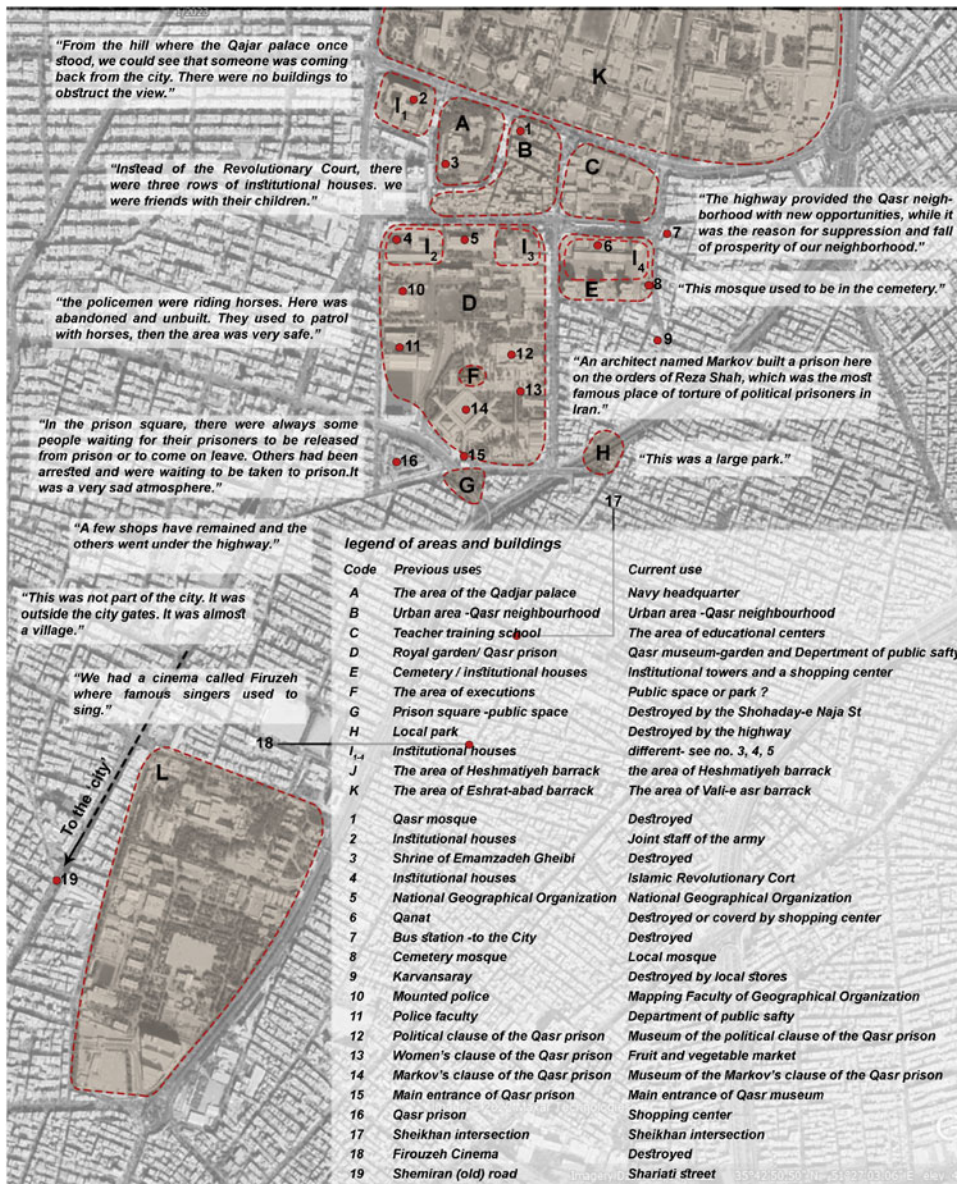 “From the hill where the Qajar palace once
stood, we could see that someone was coming
back from the city. There were no buildings to
obstruct the view.”
K
I1
2
A
1
B
3
C
“Instead of the Revolutionary Court, there
were three rows of institutional houses. we
were friends with their children.”
“The highway provided the Qasr neigh-
borhood with new opportunities, while it
was the reason for suppression and fall
of prosperity of our neighborhood.”
7
4
I2
5
I3
6
I4
E
8
“This mosque used to be in the cemetery.”
10
D
“the policemen were riding horses. Here was
abandoned and unbuilt. They used to patrol
with horses, then the area was very safe.”
9
11
12
F
13
14
“An architect named Markov built a prison here
on the orders of Reza Shah, which was the most
famous place of torture of political prisoners in
Iran.”
“In the prison square, there were always some
people waiting for their prisoners to be released
from prison or to come on leave. Others had been
arrested and were waiting to be taken to prison.It
was a very sad atmosphere.”
16
15
G
H
“This was a large park.”
17
“A few shops have remained and the
others went under the highway.”
“This was not part of the city. It was
outside the city gates. It was almost
a village.”
“We had a cinema called Firuzeh
where famous singers used to
sing.”
18
L
To the ‘city’
19
legend of areas and buildings
Code Previous uses Current use
A The area of the Qadjar palace Navy headquarter
B Urban area -Qasr neighbourhood Urban area -Qasr neighbourhood
C Teacher training school The area of educational centers
D Royal garden/ Qasr prison Qasr museum-garden and Depertment of public safty
E Cemetery / institutional houses Institutional towers and a shopping center
F The area of executions Public space or park ?
G Prison square -public space Destroyed by the Shohaday-e Naja St
H Local park Destroyed by the highway
I1-4 Institutional houses different- see no. 3, 4, 5
J The area of Heshmatiyeh barrack the area of Heshmatiyeh barrack
K The area of Eshrat-abad barrack The area of Vali-e asr barrack
1 Qasr mosque Destroyed
2 Institutional houses Joint staff of the army
3 Shrine of Emamzadeh Gheibi Destroyed
4 Institutional houses Islamic Revolutionary Cort
5 National Geographical Organization National Geographical Organization
6 Qanat Destroyed or coverd by shopping center
7 Bus station -to the City Destroyed
8 Cemetery mosque Local mosque
9 Karvansaray Destroyed by local stores
10 Mounted police Mapping Faculty of Geographical Organization
11 Police faculty Department of public safty
12 Political clause of the Qasr prison Museum of the political clause of the Qasr prison
13 Women’s clause of the Qasr prison Fruit and vegetable market
14 Markov’s clause of the Qasr prison Museum of the Markov’s clause of the Qasr prison
15 Main entrance of Qasr prison Main entrance of Qasr museum
16 Qasr prison Shopping center
17 Sheikhan intersection Sheikhan intersection
18 Firouzeh Cinema Destroyed
19 Shemiran (old) road Shariati street